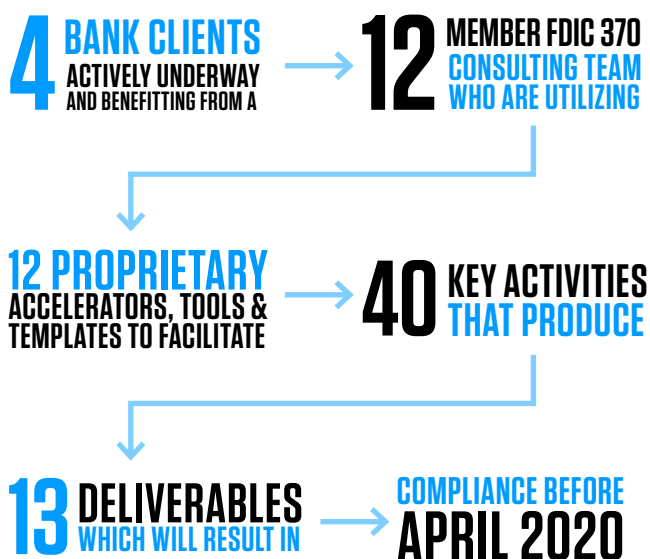 4 BANK CLIENTS
ACTIVELY UNDERWAY
AND BENEFITTING FROM A
12 MEMBER FDIC 370
CONSULTING TEAM
WHO ARE UTILIZING
12 PROPRIETARY
ACCELERATORS, TOOLS &
TEMPLATES TO FACILITATE
40 KEY ACTIVITIES
THAT PRODUCE
13 DELIVERABLES
WHICH WILL RESULT IN
COMPLIANCE BEFORE
APRIL 2020